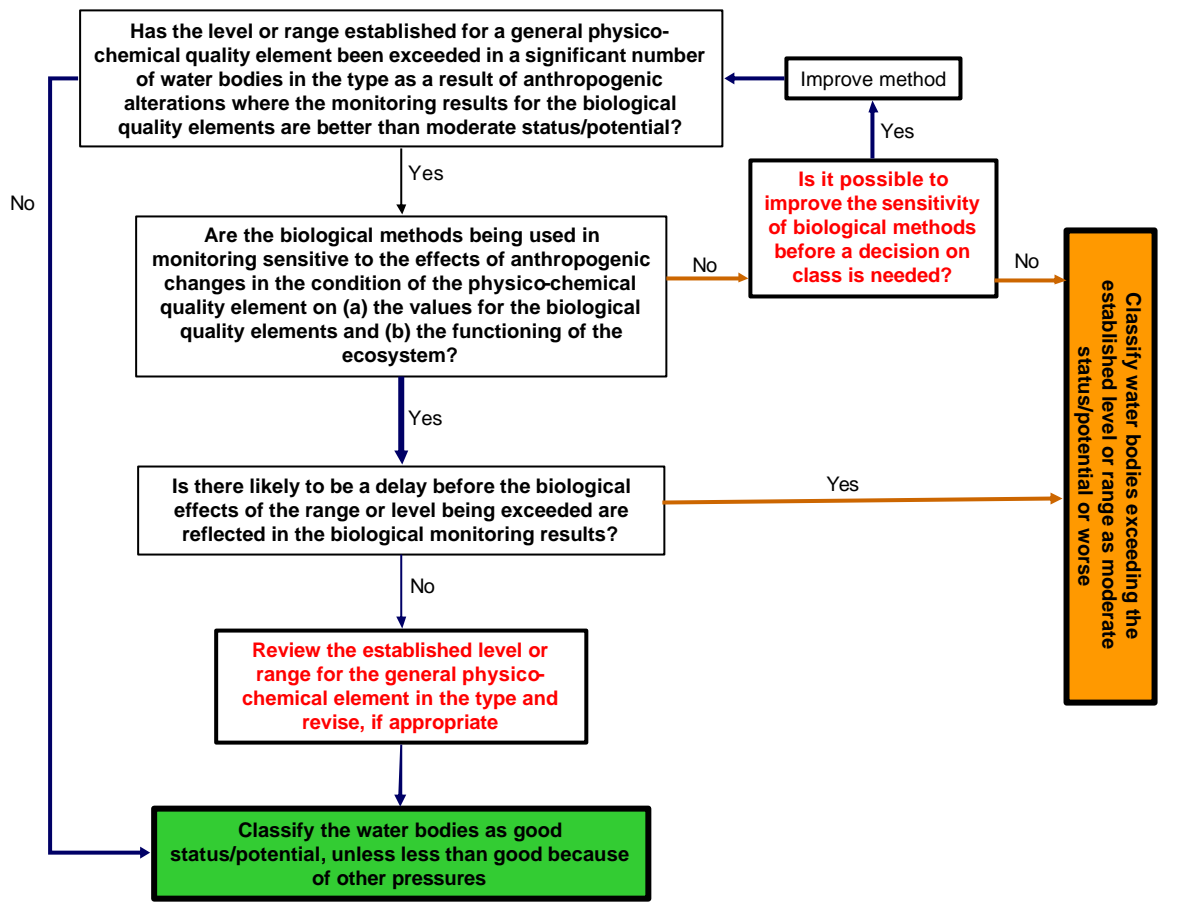 Has the level or range established for a general physico-
chemical quality element been exceeded in a significant number
of water bodies in the type as a result of anthropogenic
alterations where the monitoring results for the biological
quality elements are better than moderate status/potential?
Improve method
Yes
No
Yes
Is it possible to
improve the sensitivity
of biological methods
before a decision on
class is needed?
Are the biological methods being used in
monitoring sensitive to the effects of anthropogenic
changes in the condition of the physico-chemical
quality element on (a) the values for the biological
quality elements and (b) the functioning of the
ecosystem?
No
No
Classify water bodies exceeding the
established level or range as moderate
status/potential or worse
Yes
Is there likely to be a delay before the biological
effects of the range or level being exceeded are
reflected in the biological monitoring results?
Yes
No
Review the established level or
range for the general physico-
chemical element in the type and
revise, if appropriate
Classify the water bodies as good
status/potential, unless less than good because
of other pressures